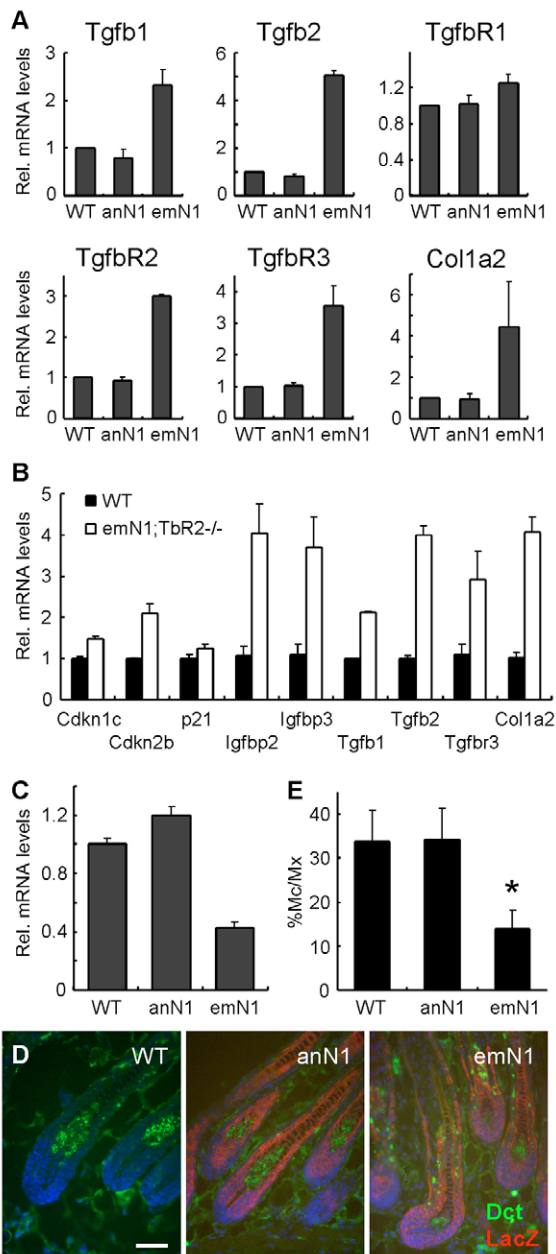 A
Tgfb1 Tgfb2 TgfbR1
Rel. mRNA levels
3
2
1
0
WT anN1 emN1
6
4
2
0
WT anN1 emN1
1.2
0.8
0.4
0
WT anN1 emN1
TgfbR2 TgfbR3 Col1a2
Rel. mRNA levels
3
2
1
0
WT anN1 emN1
4
3
2
1
0
WT anN1 emN1
6
4
2
0
WT anN1 emN1
B
Rel. mRNA levels
5
4
3
2
1
0
WT
emN1;TbR2-/-
Cdkn1c p21 Igfbp3 Tgfb2 Col1a2
Cdkn2b Igfbp2 Tgfb1 Tgfbr3
C
Rel. mRNA levels
1.2
0.8
0.4
0
WT anN1 emN1
E
%Mc/Mx
40
30
20
10
0
*
WT anN1 emN1
D WT anN1 emN1
Dct
LacZ